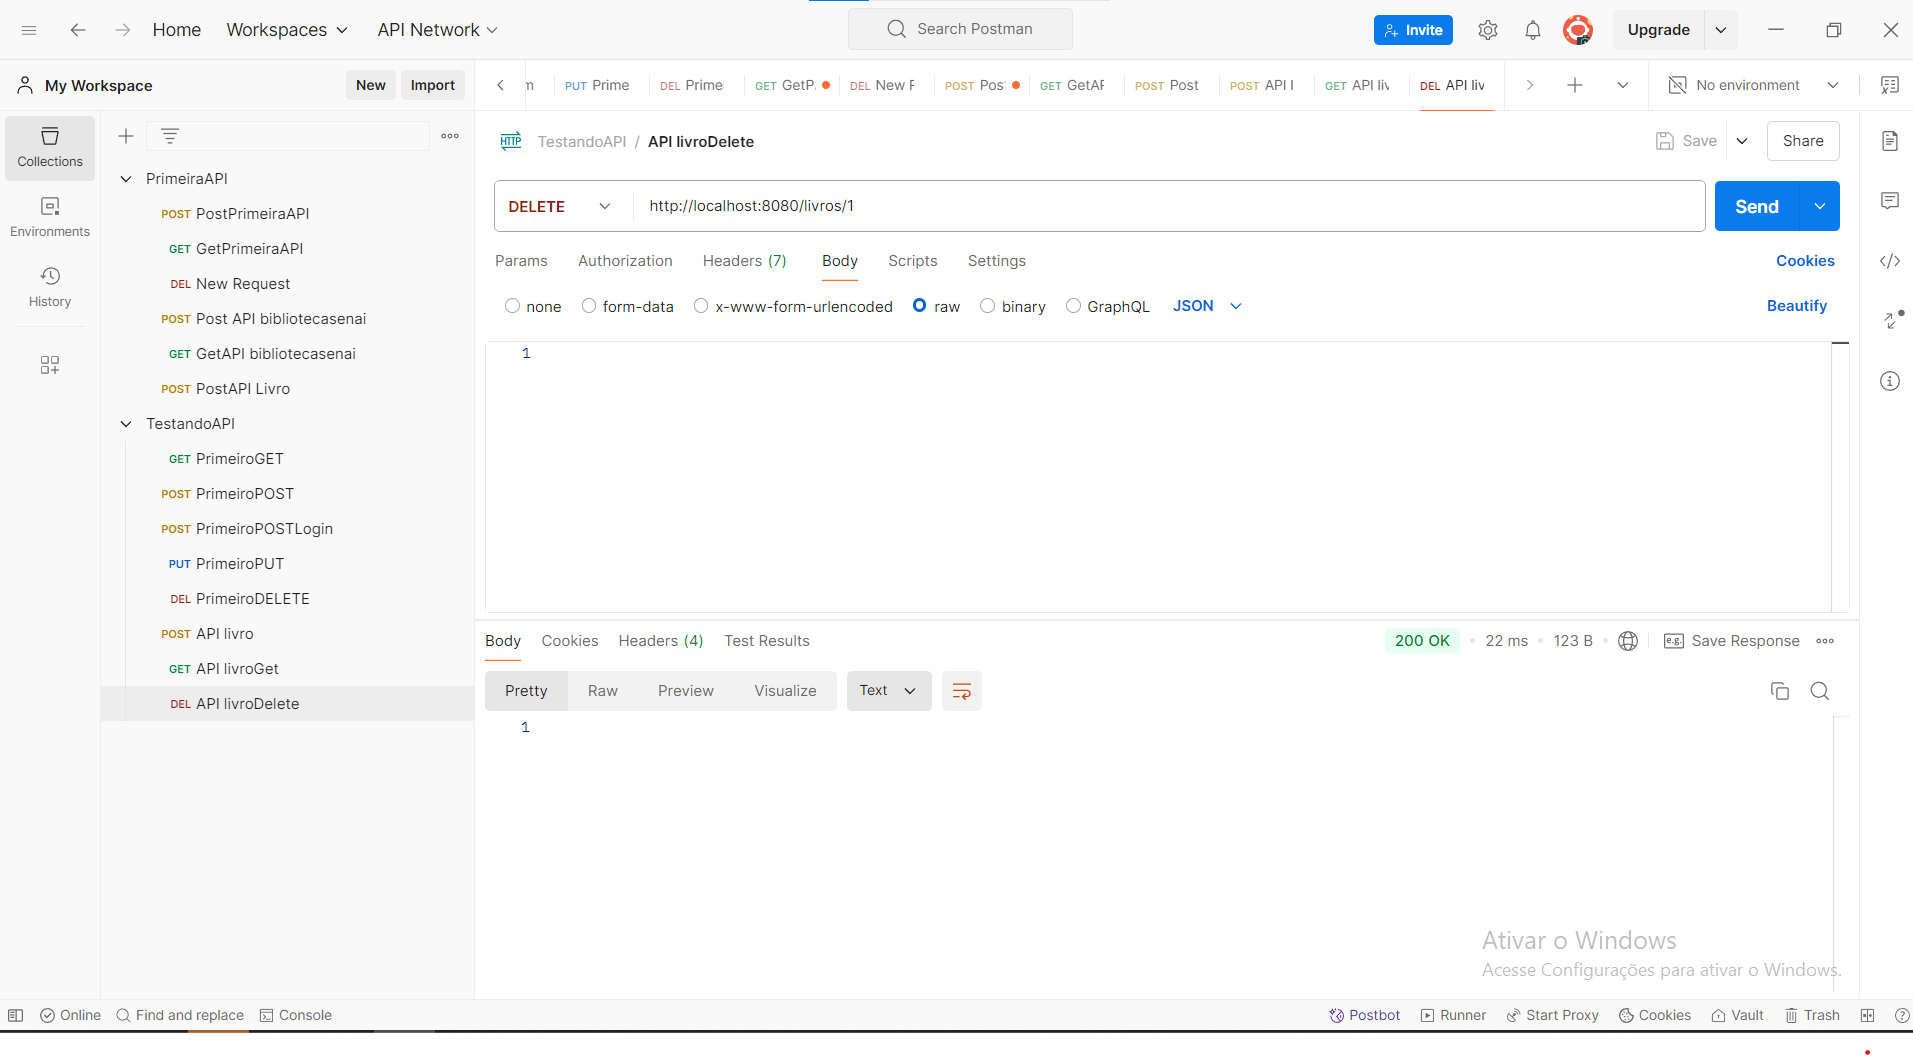 Home Workspaces API Network Search Postman Invite Upgrade
My Workspace New Import
PUT Prime DEL Prime GET GetP. DEL New F POST Pos GET GetAF POST Post POST API l GET API liv DEL API liv No environment
Collections
Environments
History
PrimeiraAPI
POST PostPrimeiraAPI
GET GetPrimeiraAPI
DEL New Request
POST Post API bibliotecasenai
GET GetAPI bibliotecasenai
POST PostAPI Livro
TestandoAPI
GET PrimeiroGET
POST PrimeiroPOST
POST PrimeiroPOSTLogin
PUT PrimeiroPUT
DEL PrimeiroDELETE
POST API livro
GET API livroGet
DEL API livroDelete
HTTP TestandoAPI / API livroDelete Save Share
DELETE http://localhost:8080/livros/1 Send
Params Authorization Headers (7) Body Scripts Settings Cookies
none form-data x-www-form-urlencoded raw binary GraphQL JSON Beautify
1
Body Cookies Headers (4) Test Results 200 OK 22 ms 123 B e.g. Save Response
Pretty Raw Preview Visualize Text
1
Ativar o Windows
Acesse Configurações para ativar o Windows.
Online Find and replace Console Postbot Runner Start Proxy Cookies Vault Trash